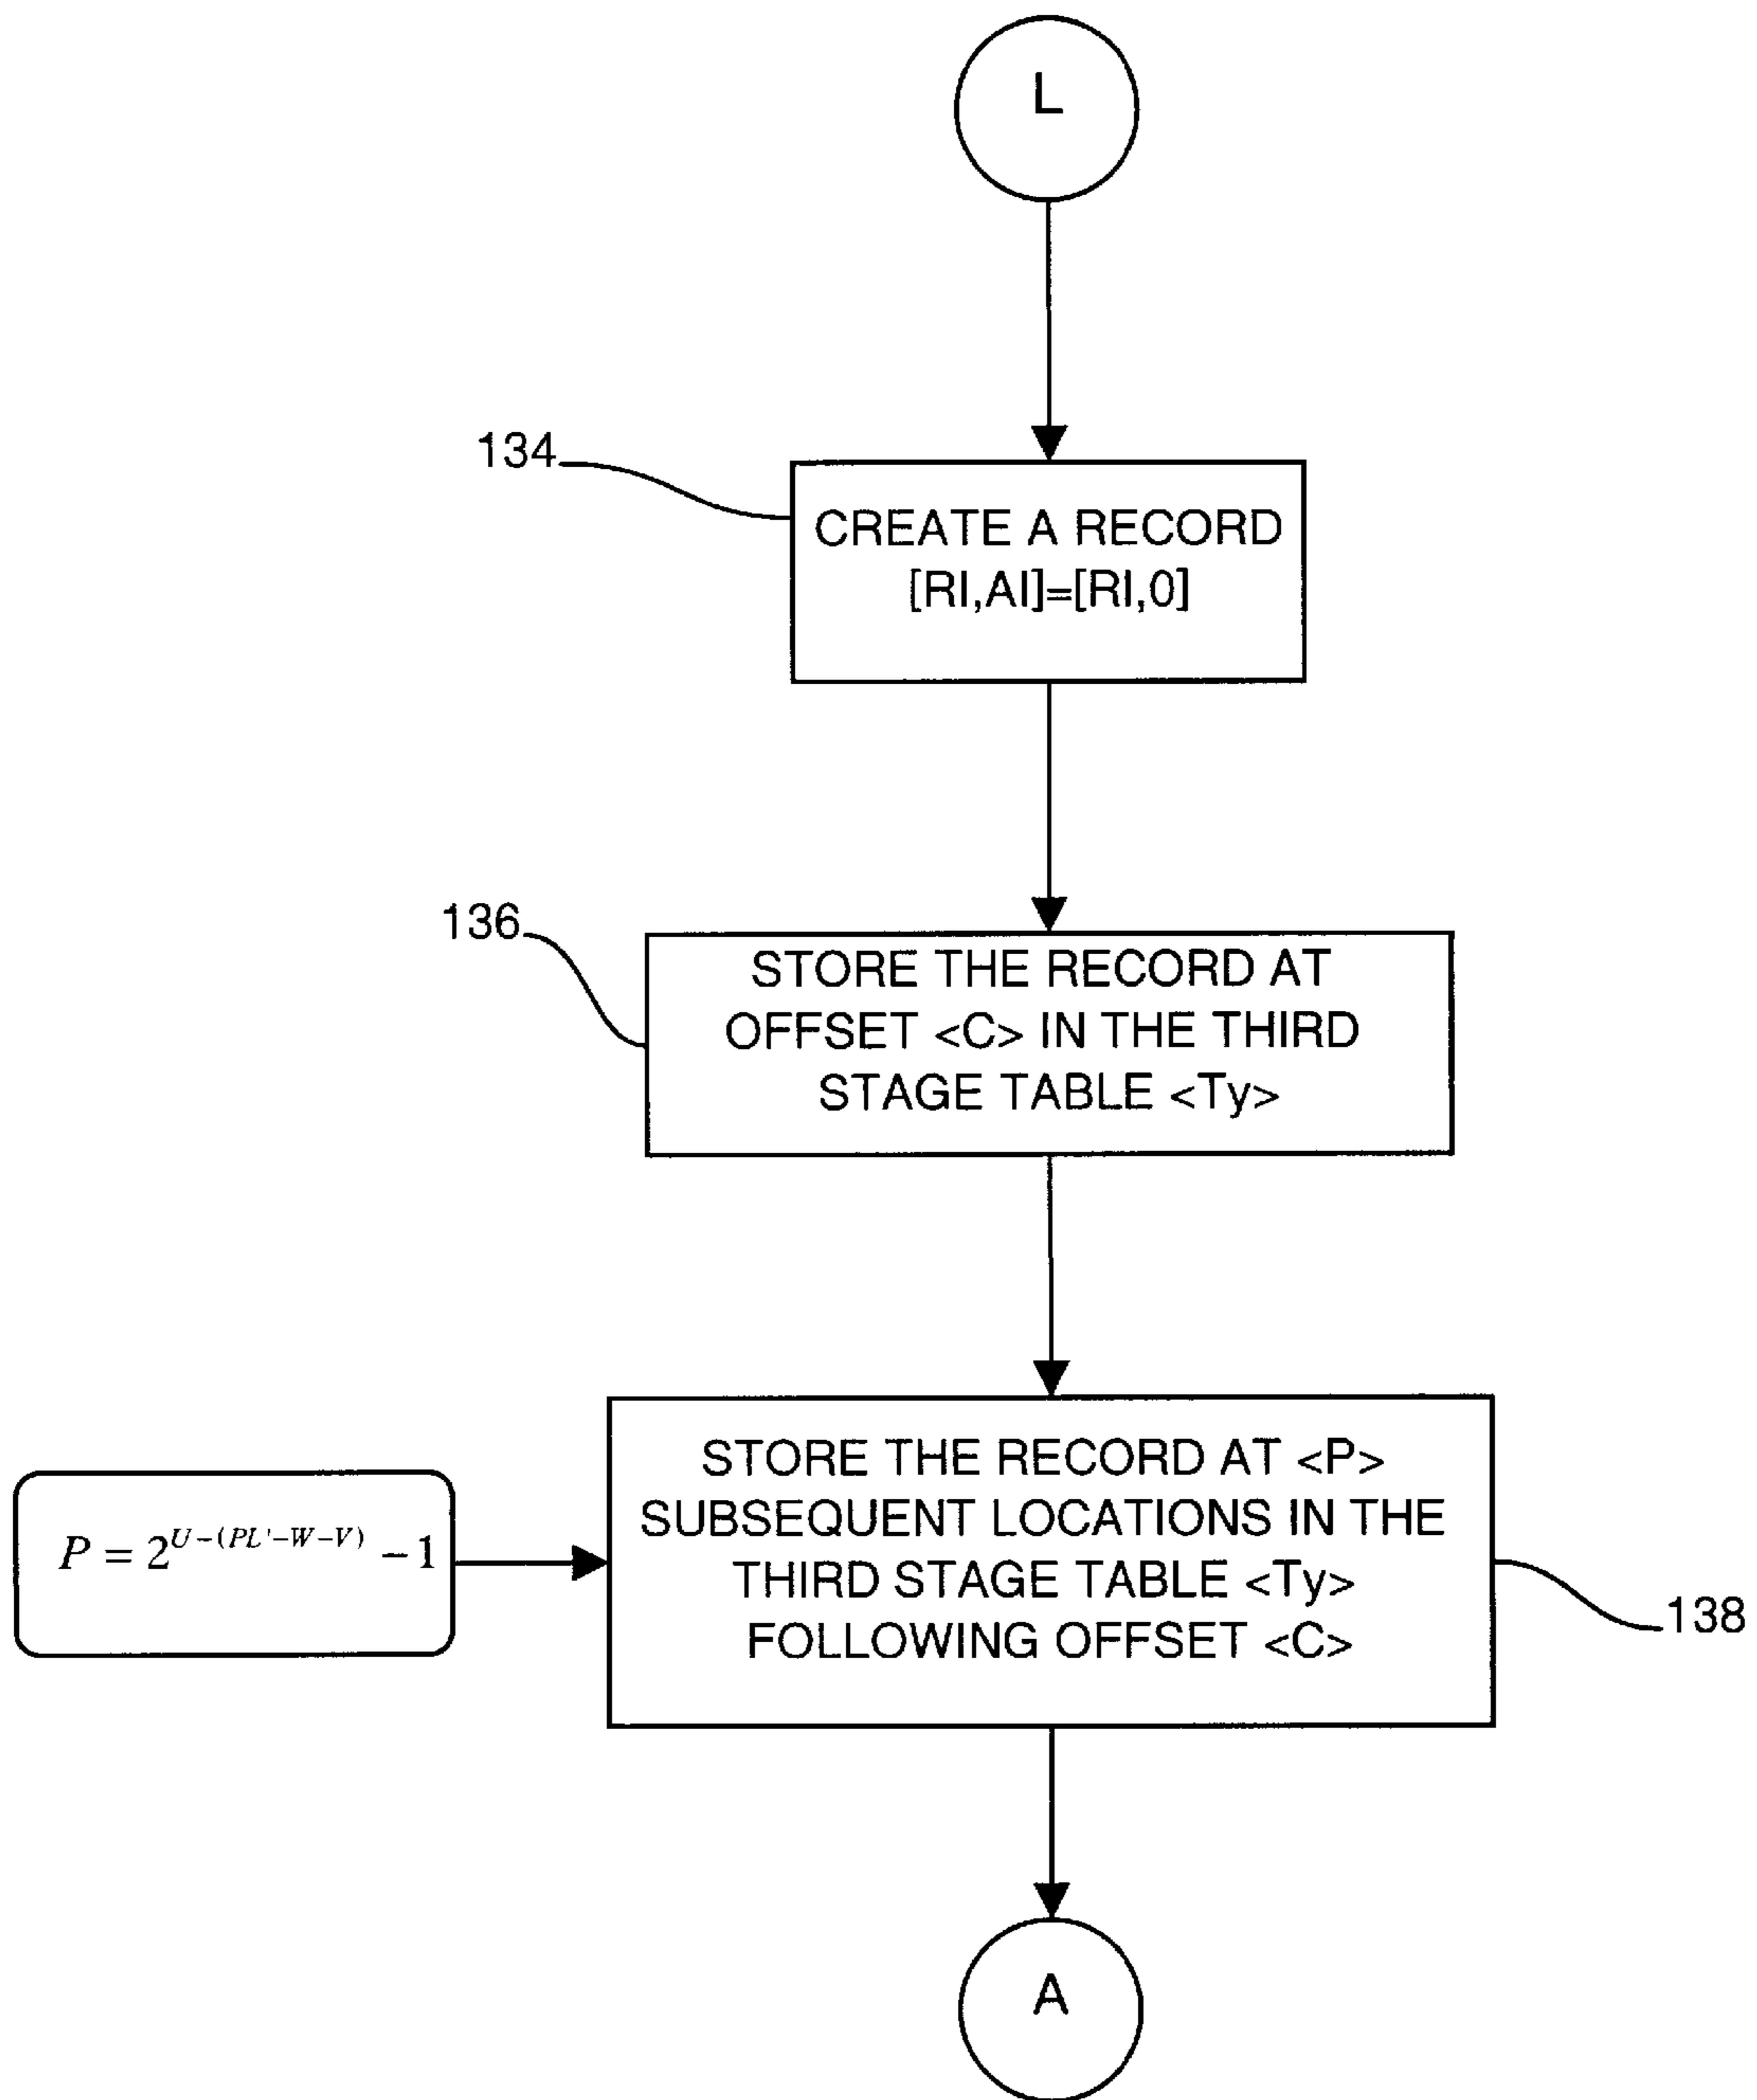 L
134
CREATE A RECORD
[RI,AI]=[RI,0]
136
STORE THE RECORD AT
OFFSET <C> IN THE THIRD
STAGE TABLE <Ty>
P = 2^{U-(PL'-W-V)} - 1
STORE THE RECORD AT <P>
SUBSEQUENT LOCATIONS IN THE
THIRD STAGE TABLE <Ty>
FOLLOWING OFFSET <C>
138
A